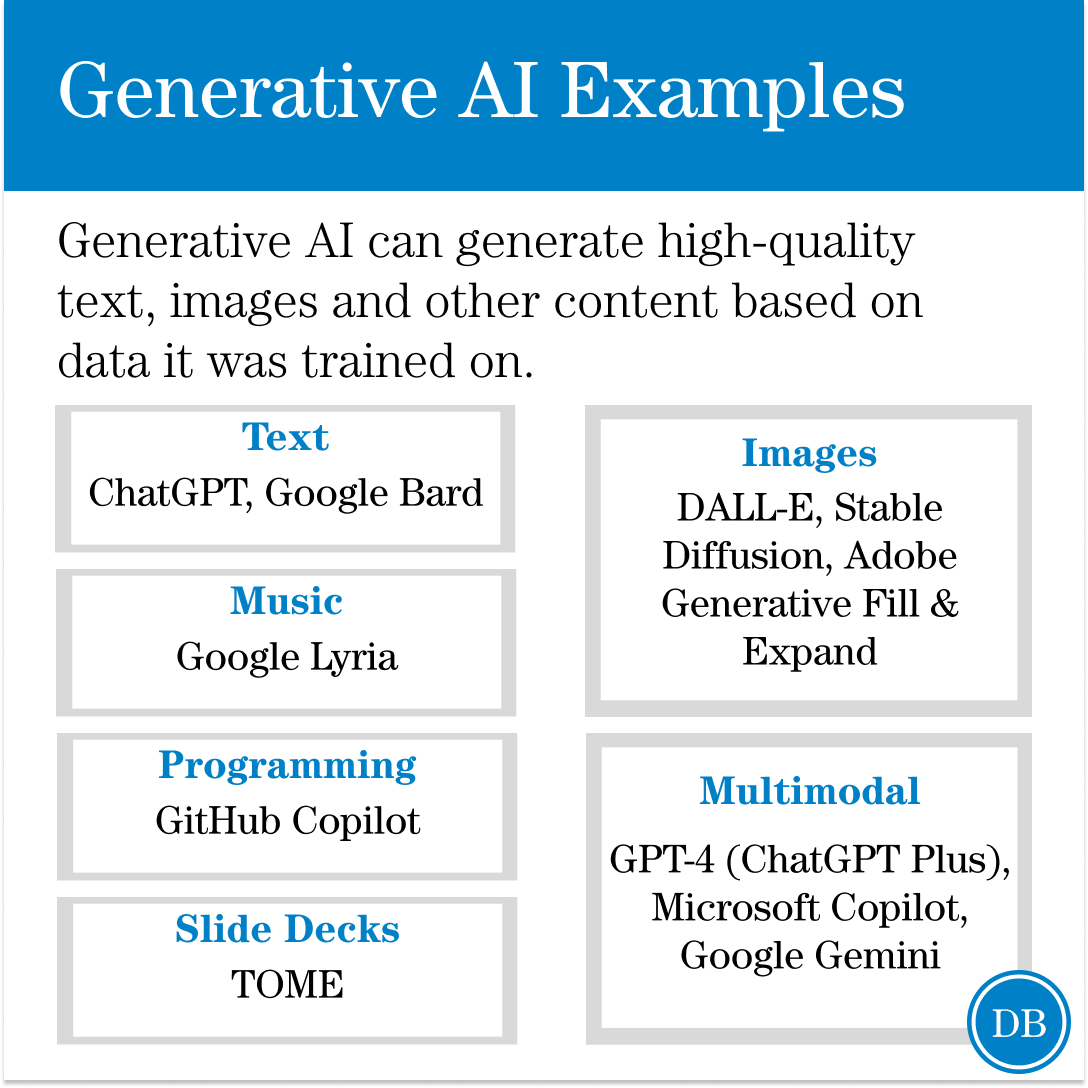 Generative AI Examples
Generative AI can generate high-quality
text, images and other content based on
data it was trained on.
Text
ChatGPT, Google Bard
Music
Google Lyria
Programming
GitHub Copilot
Slide Decks
TOME
Images
DALL-E, Stable
Diffusion, Adobe
Generative Fill &
Expand
Multimodal
GPT-4 (ChatGPT Plus),
Microsoft Copilot,
Google Gemini
DB